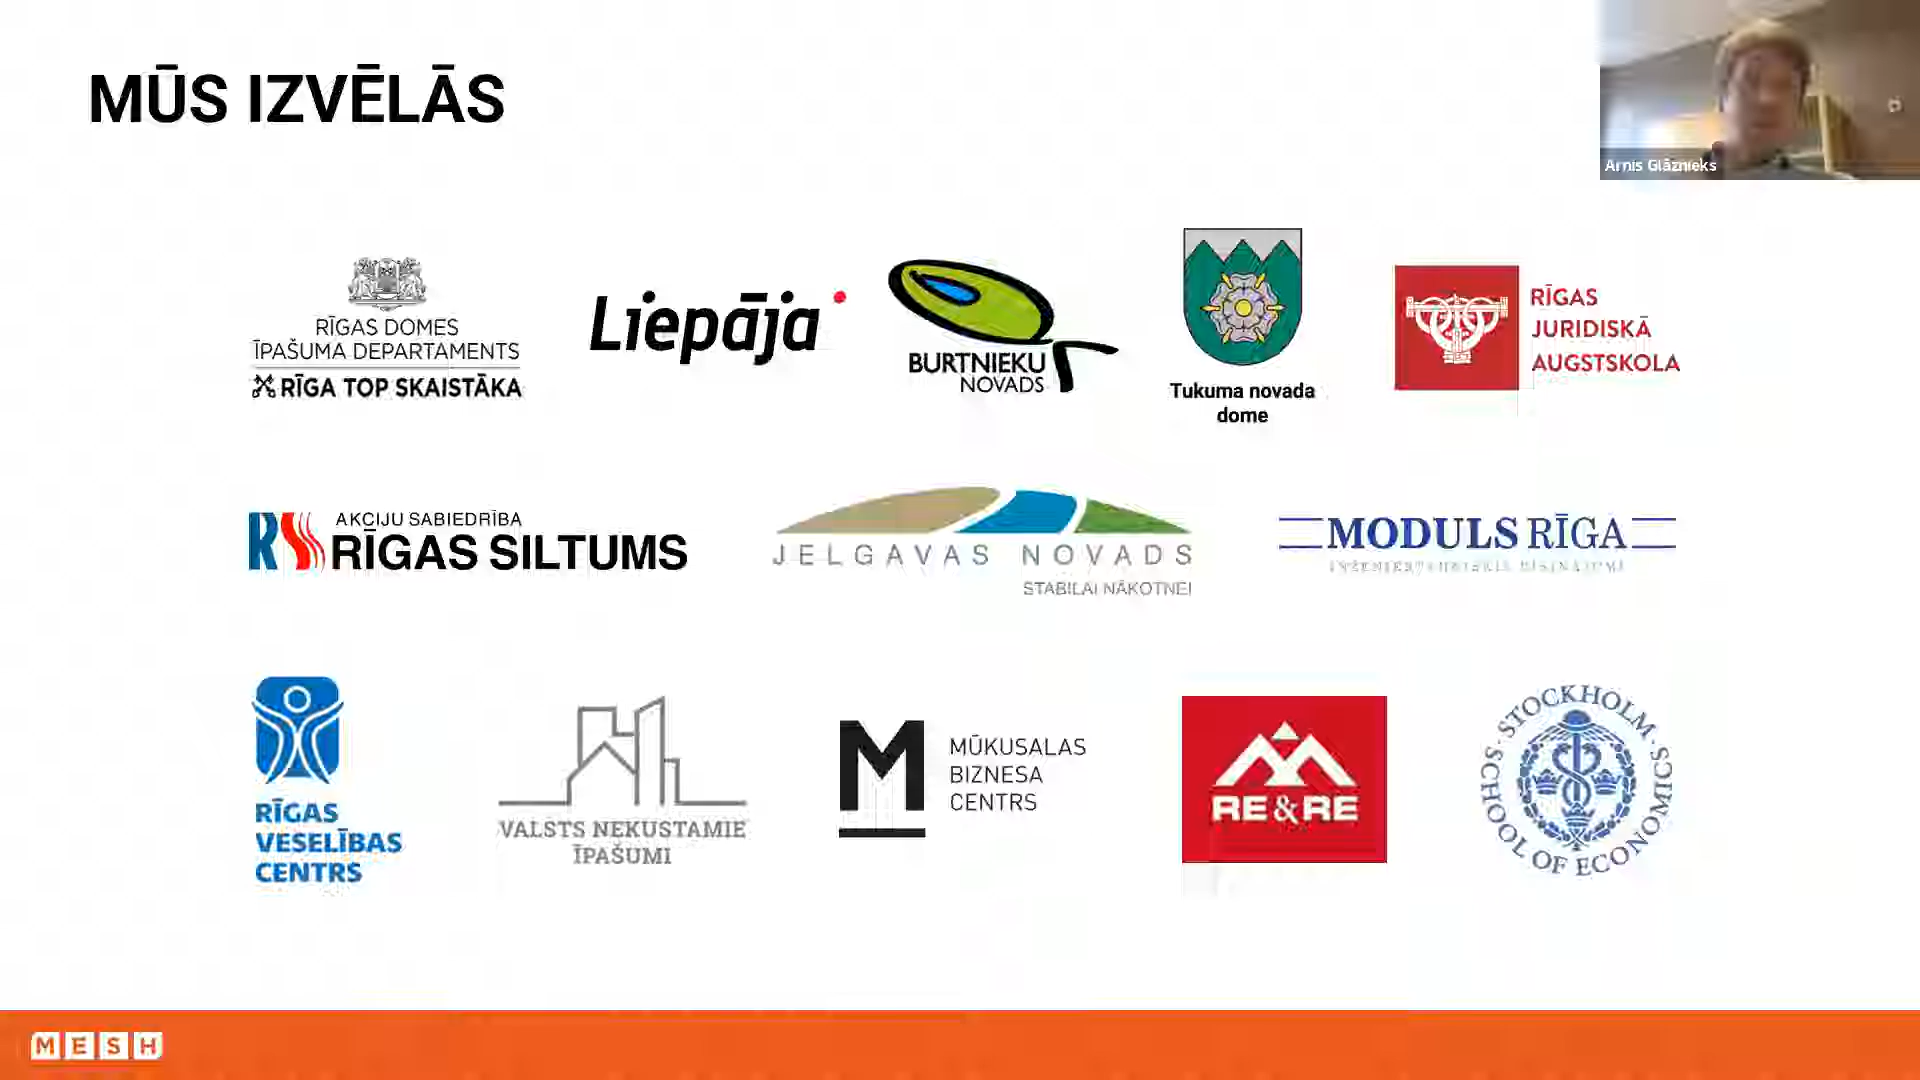 MŪS IZVĒLĀS
Arnis Glāznieks
RĪGAS DOMES
ĪPAŠUMA DEPARTAMENTS
RĪGA TOP SKAISTĀKA
Liepāja
BURTNIEKU
NOVADS
Tukuma novada
dome
RĪGAS
JURIDISKĀ
AUGSTSKOLA
RS
AKCIJU SABIEDRĪBA
RĪGAS SILTUMS
JELGAVAS NOVADS
STABILAI NĀKOTNEI
MODULS RĪGA
RĪGAS
VESELĪBAS
CENTRS
VALSTS NEKUSTAMIE
ĪPAŠUMI
M
MŪKUSALAS
BIZNESA
CENTRS
RE&RE
STOCKHOLM · SCHOOL OF ECONOMICS ·
MESH